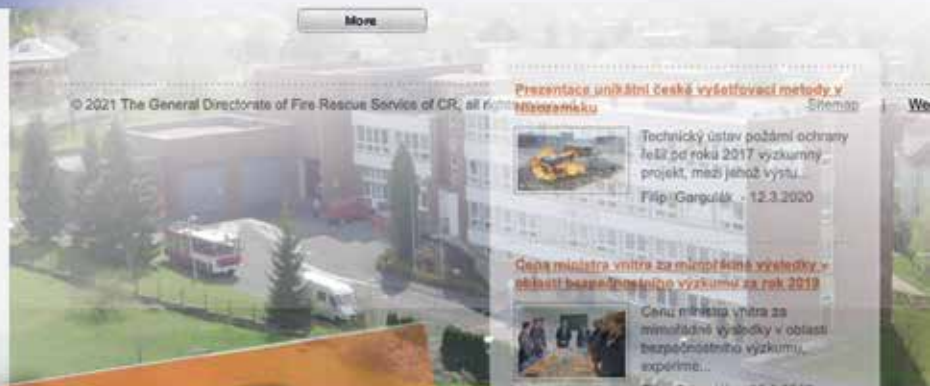 More
© 2021 The General Directorate of Fire Rescue Service of CR, all
Sitemap
We
Prezentace unikátní české vyšetřovací metody v
Nizozemsku
Technický ústav požární ochrany
řešil od roku 2017 výzkumný
projekt, mezi jehož výstu...
Filip Gargulák - 12.3.2020
Cena ministra vnitra za mimořádné výsledky v
oblasti bezpečnostního výzkumu za rok 2019
Cenu ministra vnitra za
mimořádné výsledky v oblasti
bezpečnostního výzkumu,
experime...